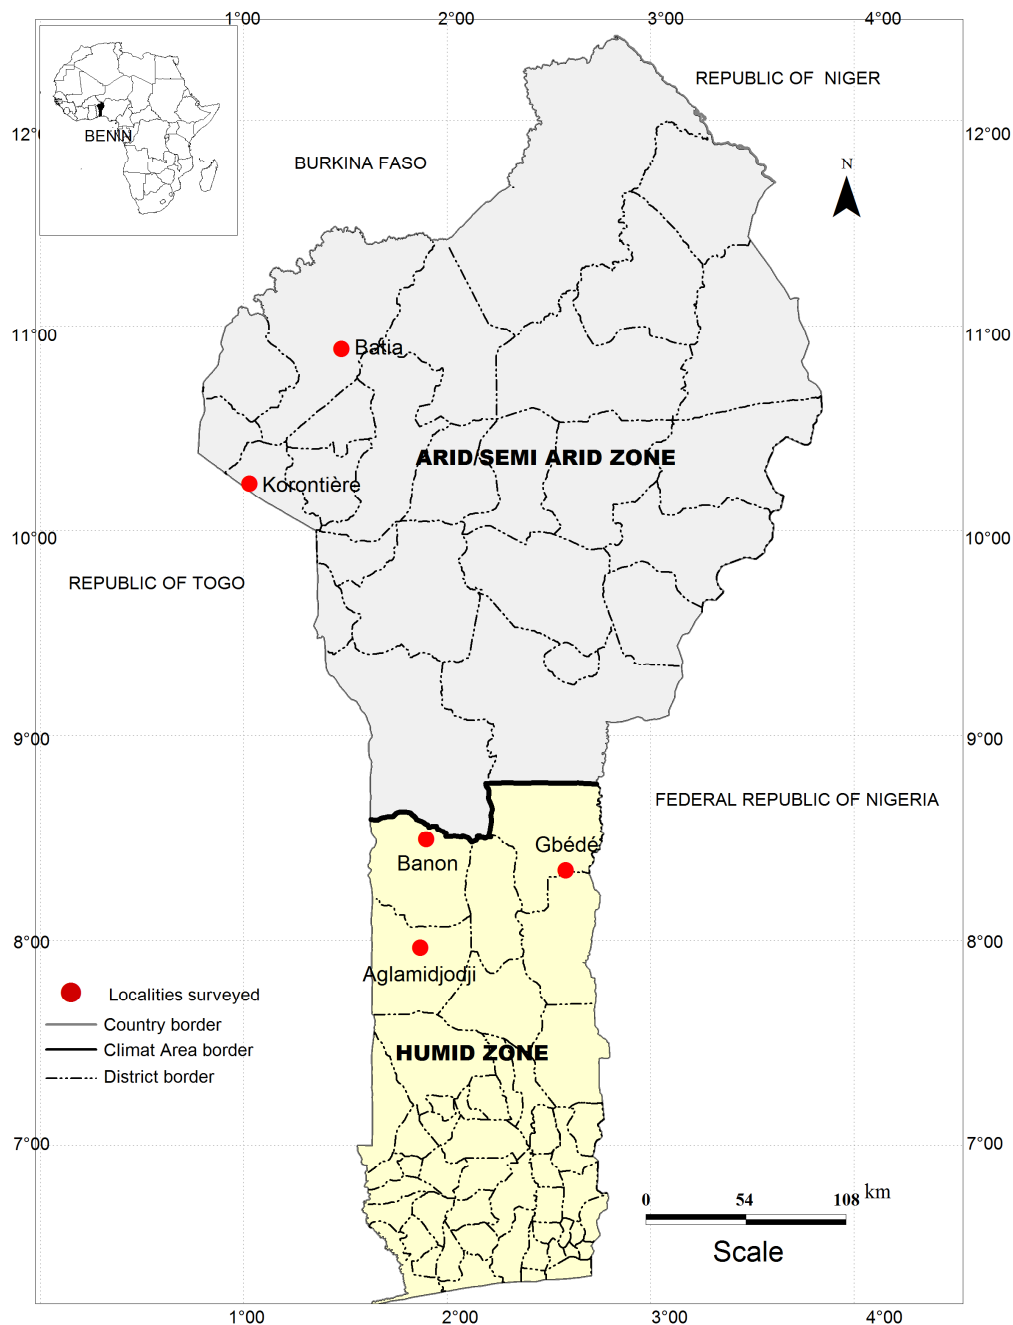 1°00 2°00 3°00 4°00
REPUBLIC OF NIGER
12°00
BENIN
BURKINA FASO
N
11°00 11°00
Batia
ARID/SEMI ARID ZONE
Korontière
10°00 10°00
REPUBLIC OF TOGO
9°00 9°00
FEDERAL REPUBLIC OF NIGERIA
Gbédé
Banon
8°00 8°00
Aglamidjodji
Localities surveyed
Country border
Climat Area border
District border
HUMID ZONE
7°00 7°00
0 54 108 km
Scale
1°00 2°00 3°00 4°00